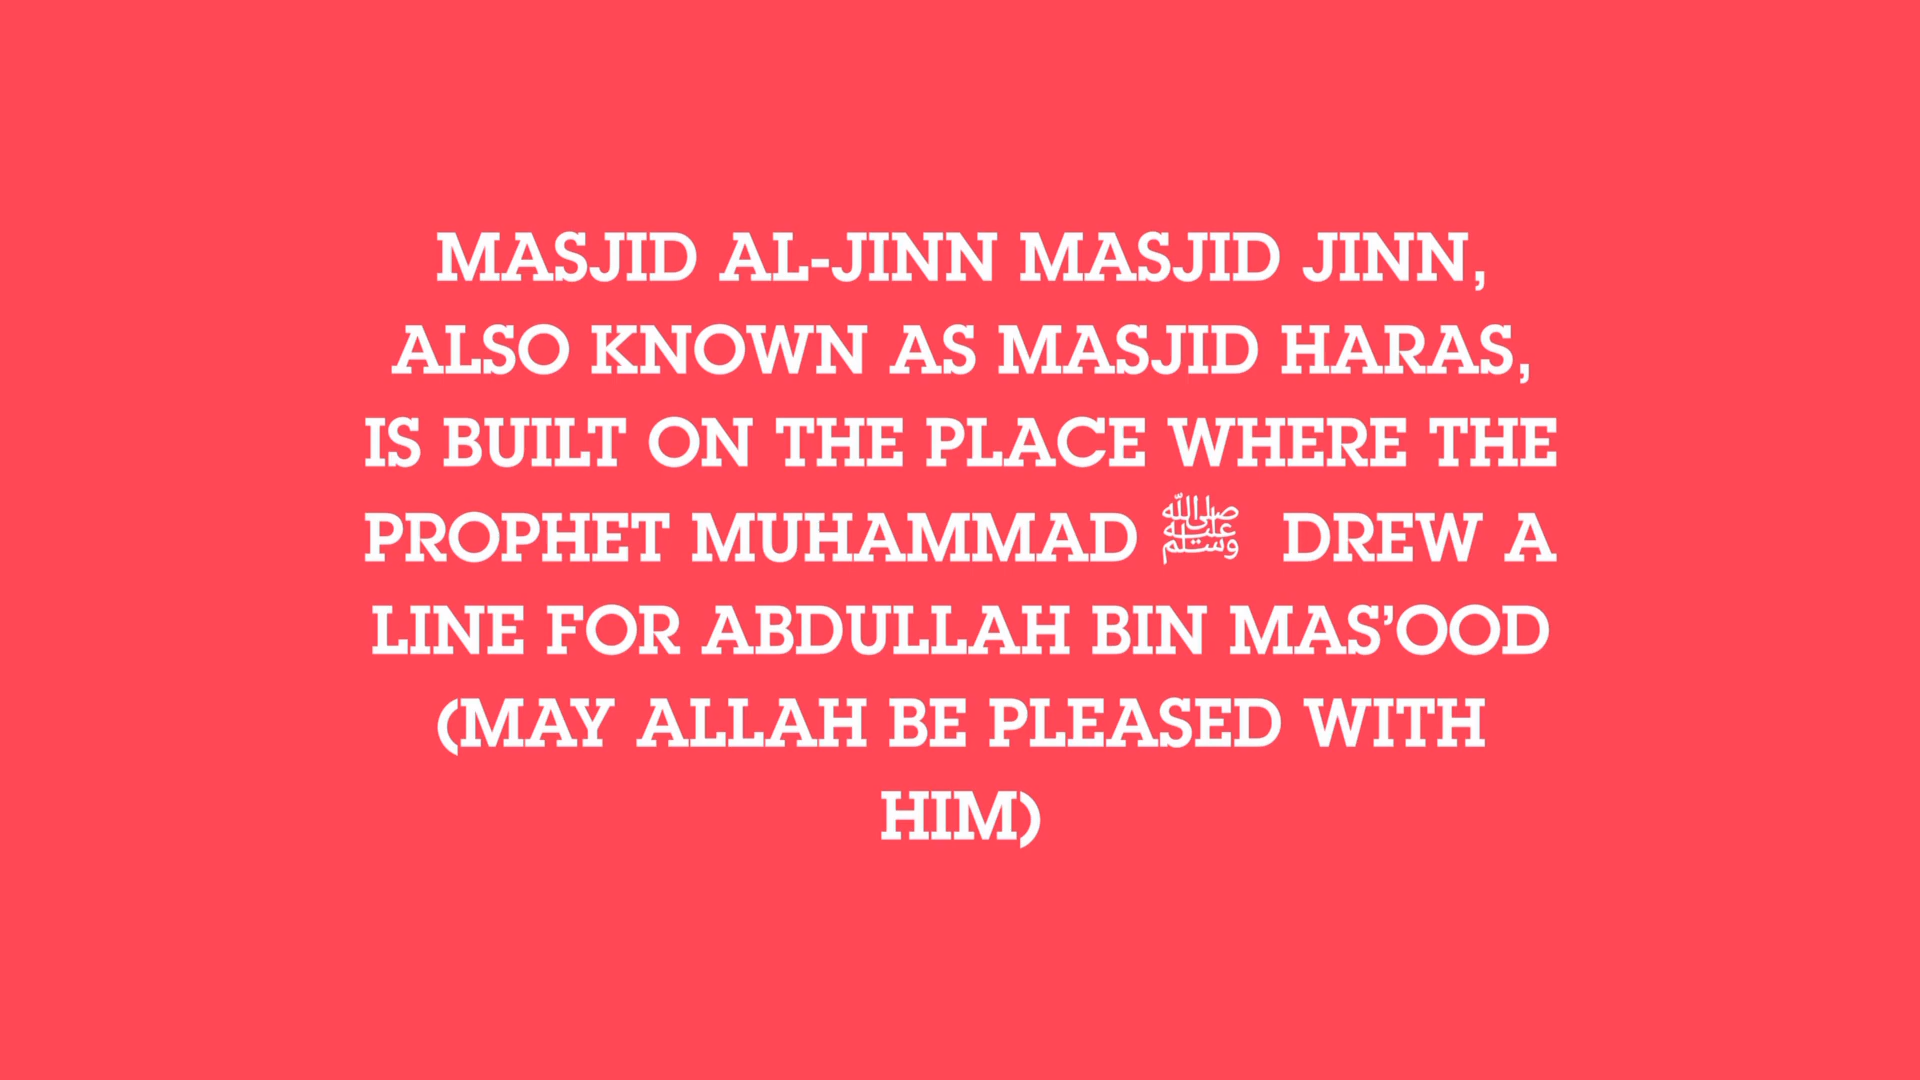 MASJID AL-JINN MASJID JINN,
ALSO KNOWN AS MASJID HARAS,
IS BUILT ON THE PLACE WHERE THE
PROPHET MUHAMMAD ﷺ DREW A
LINE FOR ABDULLAH BIN MAS’OOD
(MAY ALLAH BE PLEASED WITH
HIM)